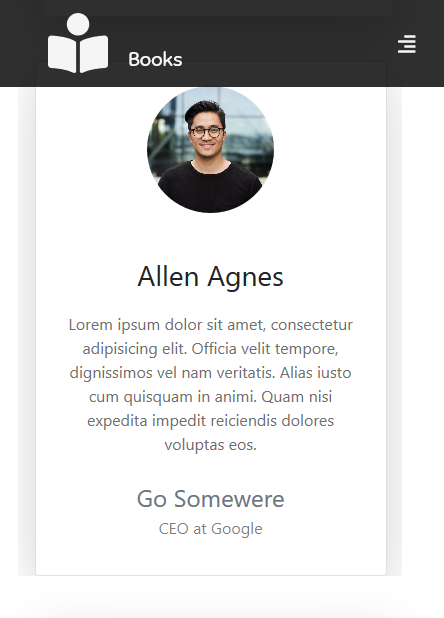 Books
Allen Agnes
Lorem ipsum dolor sit amet, consectetur
adipisicing elit. Officia velit tempore,
dignissimos vel nam veritatis. Alias iusto
cum quisquam in animi. Quam nisi
expedita impedit reiciendis dolores
voluptas eos.
Go Somewere
CEO at Google